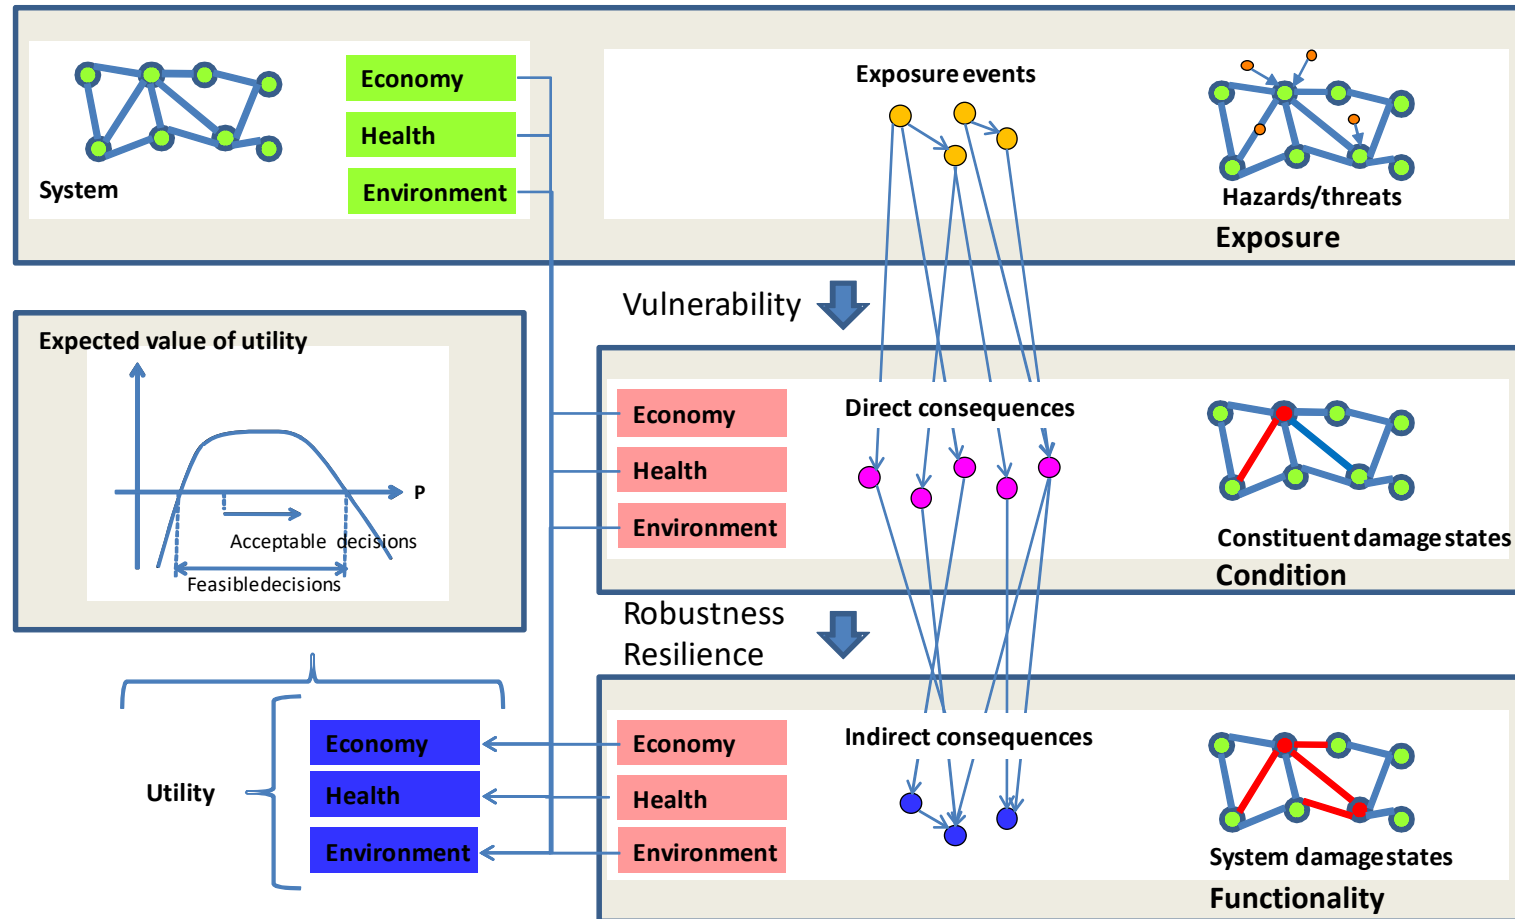 Economy
Health
Environment
System
Exposure events
Hazards/threats
Exposure
Vulnerability
Expected value of utility
P
Acceptable decisions
Feasible decisions
Economy
Health
Environment
Direct consequences
Constituent damage states
Condition
Robustness
Resilience
Utility
Economy
Health
Environment
Economy
Health
Environment
Indirect consequences
System damage states
Functionality